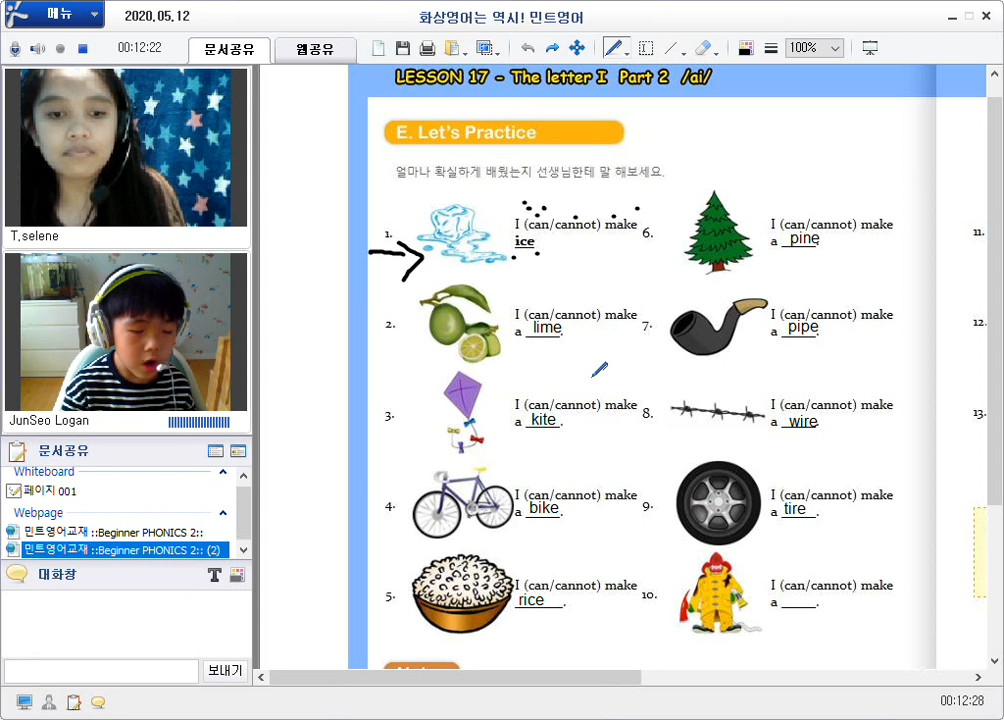 메뉴
2020.05.12
화상영어는 역시! 민트영어
00:12:22
문서공유
웹공유
100%
T.selene
JunSeo Logan
문서공유
Whiteboard
페이지 001
Webpage
민트영어교재 ::Beginner PHONICS 2::
민트영어교재 ::Beginner PHONICS 2:: (2)
대화창
T
보내기
LESSON 17 - The letter I Part 2 /ai/
E. Let's Practice
얼마나 확실하게 배웠는지 선생님한테 말 해보세요.
1.
I (can/cannot) make
ice
2.
I (can/cannot) make
a lime.
3.
I (can/cannot) make
a kite.
4.
I (can/cannot) make
a bike.
5.
I (can/cannot) make
rice.
6.
I (can/cannot) make
a pine.
7.
I (can/cannot) make
a pipe.
8.
I (can/cannot) make
a wire.
9.
I (can/cannot) make
a tire.
10.
I (can/cannot) make
a _____.
11.
12.
13.
00:12:28